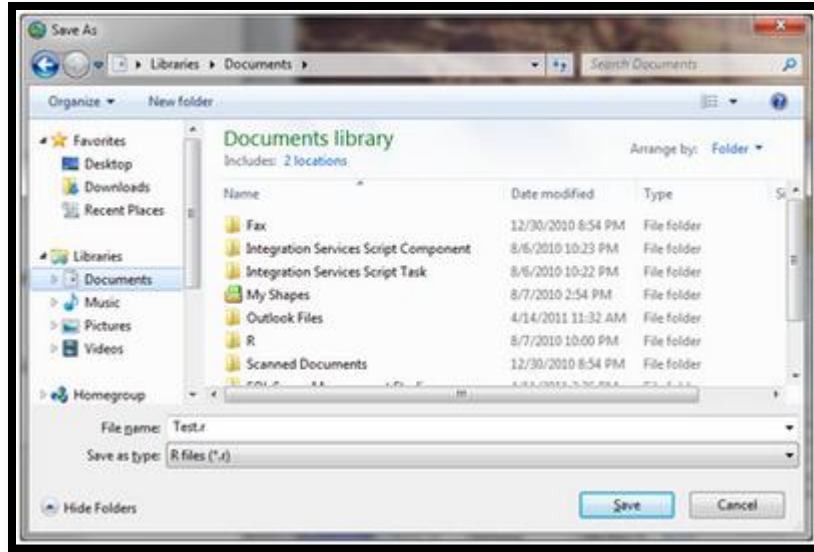 Save As
Libraries Documents
Search Documents
Organize New folder
Favorites
Desktop
Downloads
Recent Places
Libraries
Documents
Music
Pictures
Videos
Homegroup
Documents library
Includes: 2 locations
Arrange by: Folder
Name Date modified Type
Fax 12/30/2010 8:54 PM File folder
Integration Services Script Component 8/6/2010 10:23 PM File folder
Integration Services Script Task 8/6/2010 10:22 PM File folder
My Shapes 8/7/2010 2:54 PM File folder
Outlook Files 4/14/2011 11:32 AM File folder
R 8/7/2010 10:00 PM File folder
Scanned Documents 12/30/2010 8:54 PM File folder
File name: Test.r
Save as type: R files (*.r)
Hide Folders Save Cancel